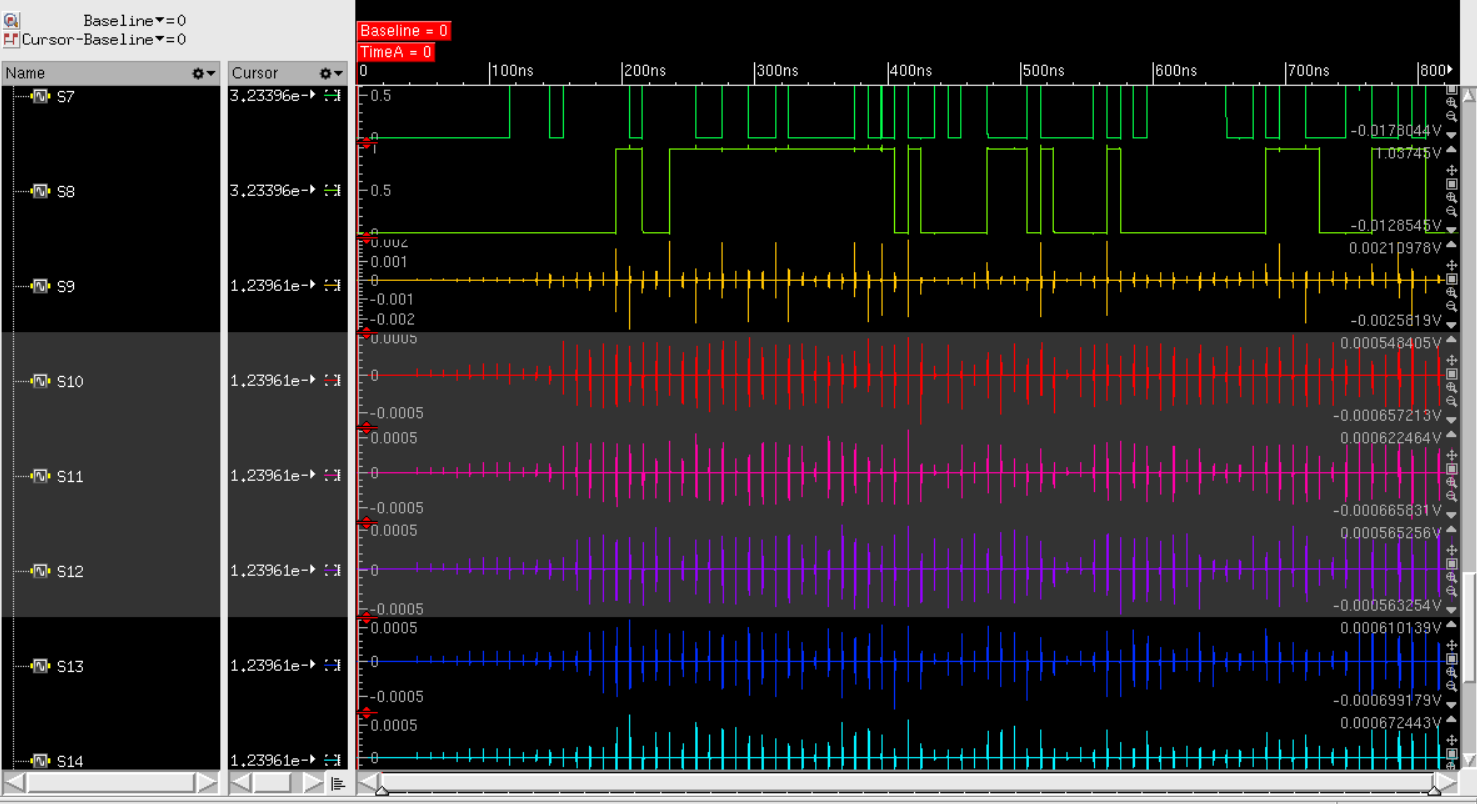 Baseline▼=0
Cursor-Baseline▼=0
Baseline = 0
TimeA = 0
Name
Cursor
0 100ns 200ns 300ns 400ns 500ns 600ns 700ns 800
S7 3.23396e- 0.5 0 -0.0178044V
S8 3.23396e- 1 0.5 0 1.05745V -0.0128545V
S9 1.23961e- 0.002 0.001 0 -0.001 -0.002 0.00210978V -0.0025819V
S10 1.23961e- 0.0005 0 -0.0005 0.000548405V -0.000657213V
S11 1.23961e- 0.0005 0 -0.0005 0.000622464V -0.000665831V
S12 1.23961e- 0.0005 0 -0.0005 0.000565256V -0.000563254V
S13 1.23961e- 0.0005 0 -0.0005 0.000610139V -0.000699179V
S14 1.23961e- 0.0005 0 0.000672443V